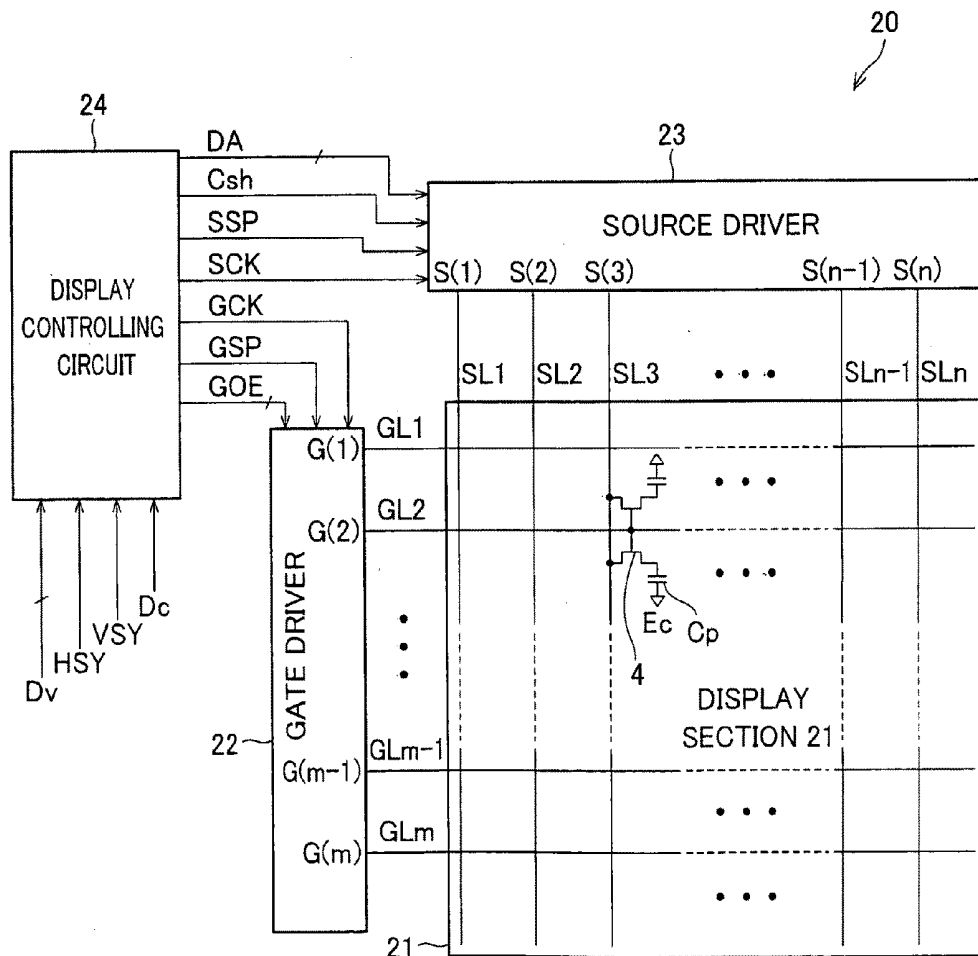 20
24
DA
Csh
SSP
SCK
GCK
GSP
GOE
DISPLAY
CONTROLLING
CIRCUIT
Dv
HSY
VSY
Dc
23
SOURCE DRIVER
S(1) S(2) S(3) S(n-1) S(n)
SL1 SL2 SL3 SLn-1 SLn
GATE DRIVER
22
G(1)
G(2)
G(m-1)
G(m)
GL1
GL2
GLm-1
GLm
Ec
Cp
4
DISPLAY
SECTION 21
21